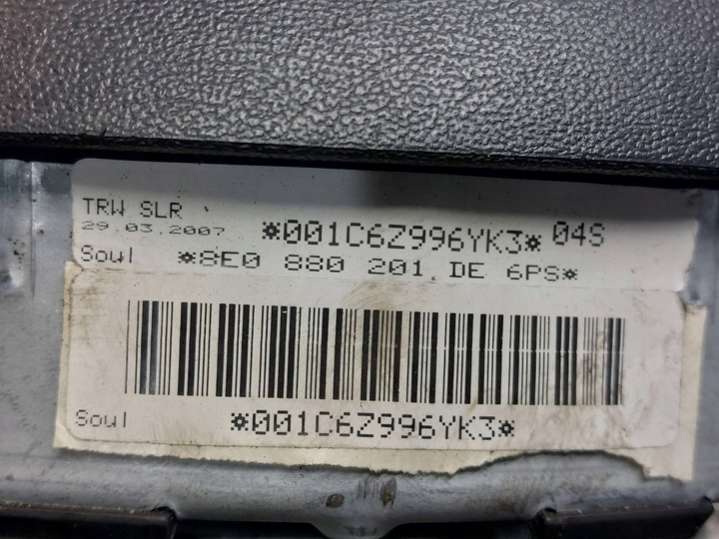 TRW SLR
29.03.2007 *001C6Z996YK3* 04S
Soul *8E0 880 201 DE 6PS*
Soul *001C6Z996YK3*